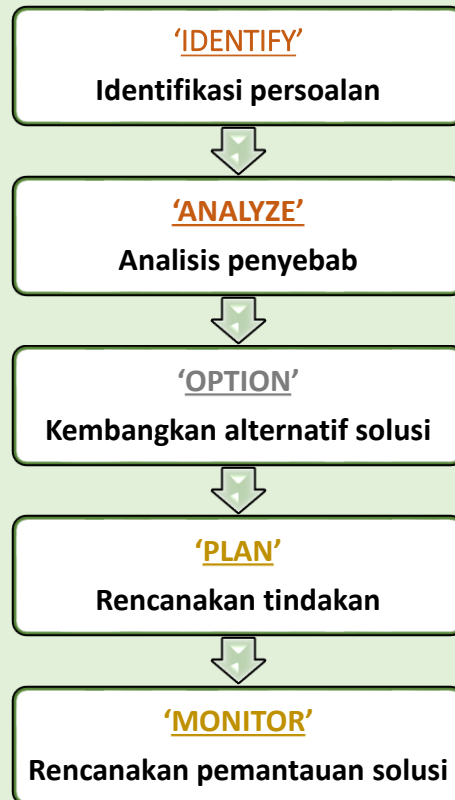 ‘IDENTIFY’
Identifikasi persoalan
‘ANALYZE’
Analisis penyebab
‘OPTION’
Kembangkan alternatif solusi
‘PLAN’
Rencanakan tindakan
‘MONITOR’
Rencanakan pemantauan solusi